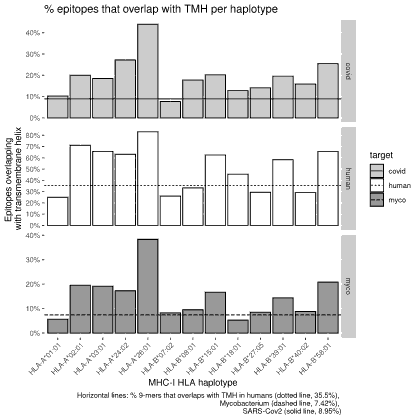 % epitopes that overlap with TMH per haplotype
Epitopes overlapping
with transmembrane helix
40%
30%
20%
10%
0%
covid
80%
70%
60%
50%
40%
30%
20%
10%
0%
human
40%
30%
20%
10%
0%
myco
HLA-A*01:01
HLA-A*02:01
HLA-A*03:01
HLA-A*24:02
HLA-A*26:01
HLA-B*07:02
HLA-B*08:01
HLA-B*15:01
HLA-B*18:01
HLA-B*27:05
HLA-B*39:01
HLA-B*40:02
HLA-B*58:01
MHC-I HLA haplotype
target
covid
human
myco
Horizontal lines: % 9-mers that overlaps with TMH in humans (dotted line, 35.5%),
Mycobacterium (dashed line, 7.42%),
SARS-Cov2 (solid line, 8.95%)